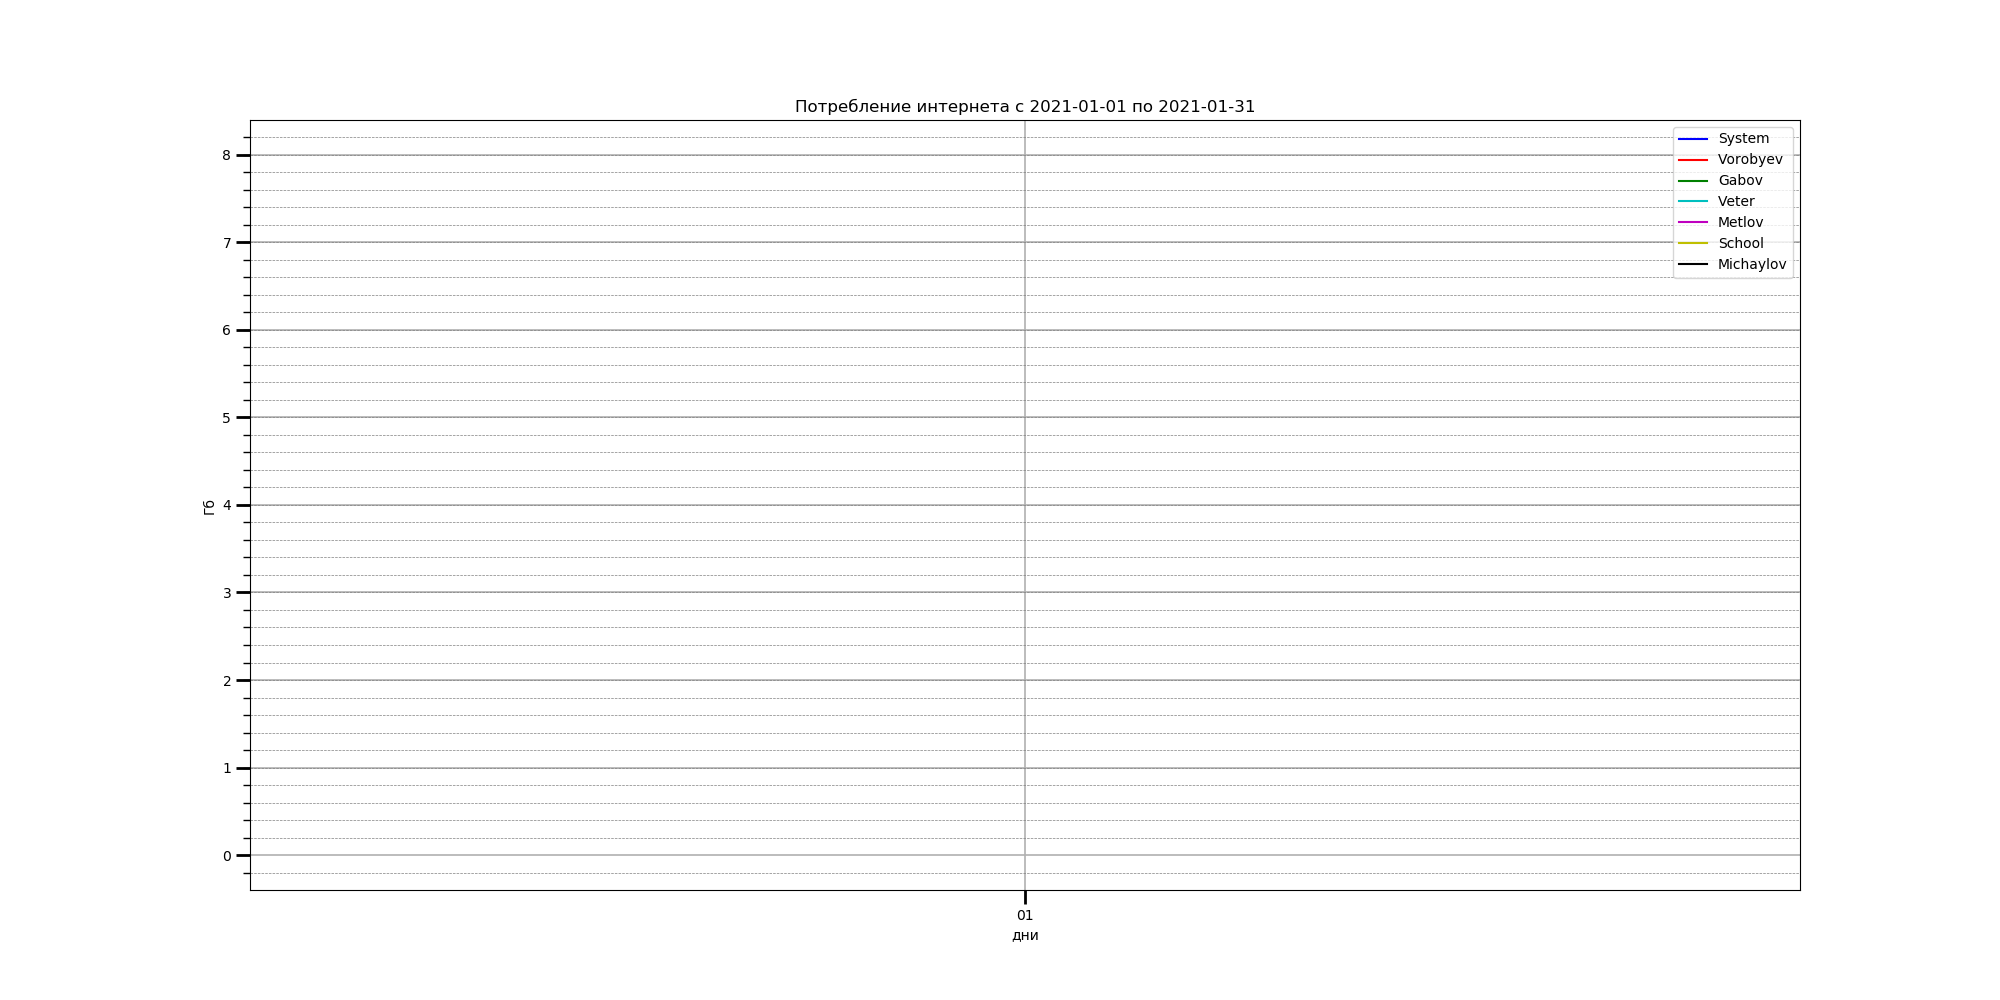 Потребление интернета с 2021-01-01 по 2021-01-31
System
Vorobyev
Gabov
Veter
Metlov
School
Michaylov
8
7
6
5
4
3
2
1
0
Гб
01
дни